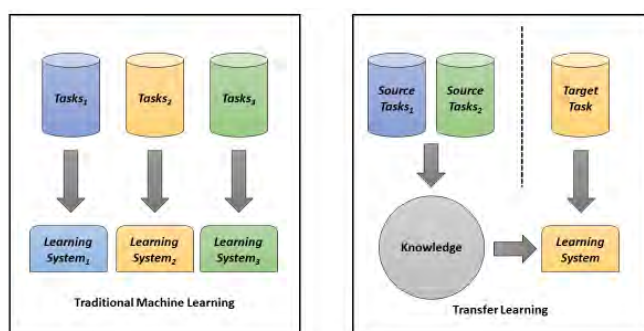 Tasks₁
Tasks₂
Tasks₃
Learning
System₁
Learning
System₂
Learning
System₃
Traditional Machine Learning
Source
Tasks₁
Source
Tasks₂
Target
Task
Knowledge
Learning
System
Transfer Learning